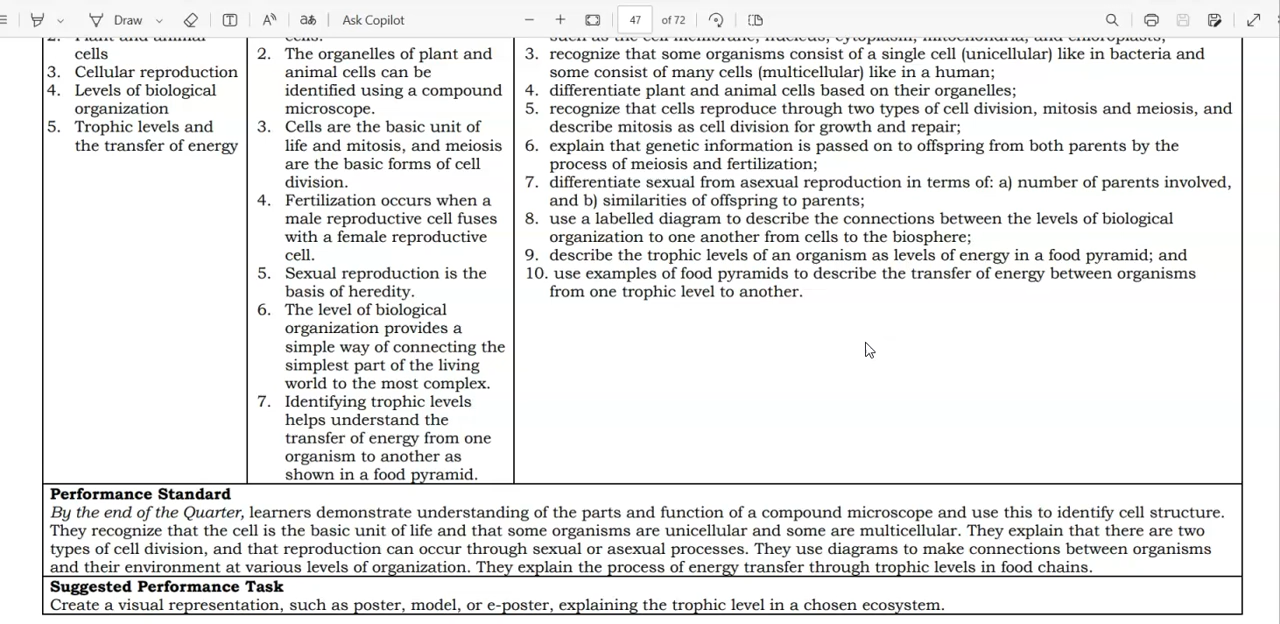 Draw
Ask Copilot
47 of 72
2. Plant and animal
cells
3. Cellular reproduction
4. Levels of biological
organization
5. Trophic levels and
the transfer of energy
cells.
2. The organelles of plant and
animal cells can be
identified using a compound
microscope.
3. Cells are the basic unit of
life and mitosis, and meiosis
are the basic forms of cell
division.
4. Fertilization occurs when a
male reproductive cell fuses
with a female reproductive
cell.
5. Sexual reproduction is the
basis of heredity.
6. The level of biological
organization provides a
simple way of connecting the
simplest part of the living
world to the most complex.
7. Identifying trophic levels
helps understand the
transfer of energy from one
organism to another as
shown in a food pyramid.
such as the cell membrane, nucleus, cytoplasm, mitochondria, and chloroplasts;
3. recognize that some organisms consist of a single cell (unicellular) like in bacteria and
some consist of many cells (multicellular) like in a human;
4. differentiate plant and animal cells based on their organelles;
5. recognize that cells reproduce through two types of cell division, mitosis and meiosis, and
describe mitosis as cell division for growth and repair;
6. explain that genetic information is passed on to offspring from both parents by the
process of meiosis and fertilization;
7. differentiate sexual from asexual reproduction in terms of: a) number of parents involved,
and b) similarities of offspring to parents;
8. use a labelled diagram to describe the connections between the levels of biological
organization to one another from cells to the biosphere;
9. describe the trophic levels of an organism as levels of energy in a food pyramid; and
10. use examples of food pyramids to describe the transfer of energy between organisms
from one trophic level to another.
Performance Standard
By the end of the Quarter, learners demonstrate understanding of the parts and function of a compound microscope and use this to identify cell structure.
They recognize that the cell is the basic unit of life and that some organisms are unicellular and some are multicellular. They explain that there are two
types of cell division, and that reproduction can occur through sexual or asexual processes. They use diagrams to make connections between organisms
and their environment at various levels of organization. They explain the process of energy transfer through trophic levels in food chains.
Suggested Performance Task
Create a visual representation, such as poster, model, or e-poster, explaining the trophic level in a chosen ecosystem.